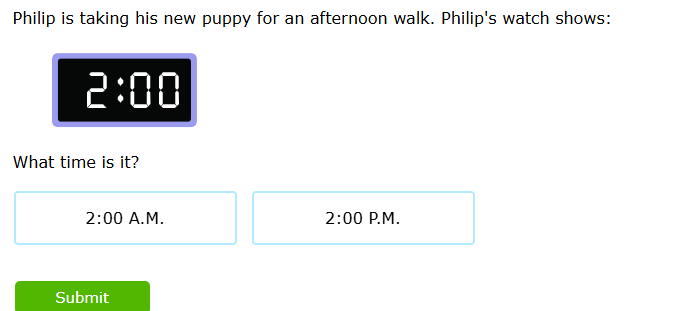 Philip is taking his new puppy for an afternoon walk. Philip's watch shows:
2:00
What time is it?
2:00 A.M. 2:00 P.M.
Submit